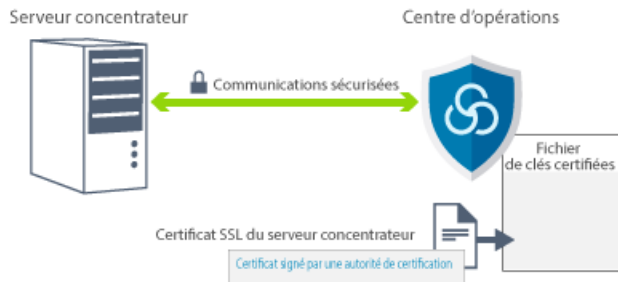 Serveur concentrateur
Centre d'opérations
Communications sécurisées
Fichier
de clés certifiées
Certificat SSL du serveur concentrateur
Certificat signé par une autorité de certification